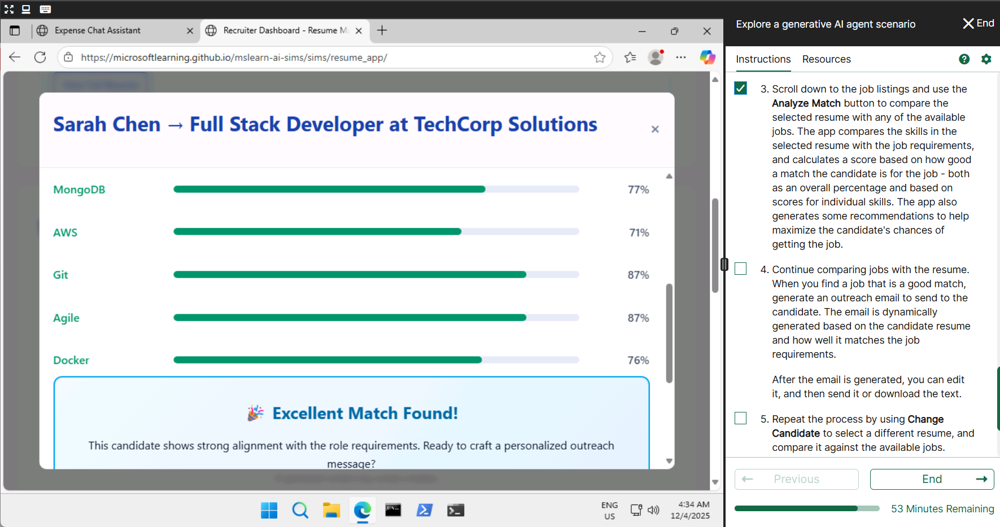 Expense Chat Assistant
Recruiter Dashboard - Resume Ma
https://microsoftlearning.github.io/mslearn-ai-sims/sims/resume_app/
Sarah Chen → Full Stack Developer at TechCorp Solutions
MongoDB 77%
AWS 71%
Git 87%
Agile 87%
Docker 76%
🎉 Excellent Match Found!
This candidate shows strong alignment with the role requirements. Ready to craft a personalized outreach
message?
ENG
US
4:34 AM
12/4/2025
Explore a generative AI agent scenario
End
Instructions Resources
3. Scroll down to the job listings and use the
Analyze Match button to compare the
selected resume with any of the available
jobs. The app compares the skills in the
selected resume with the job requirements,
and calculates a score based on how good
a match the candidate is for the job - both
as an overall percentage and based on
scores for individual skills. The app also
generates some recommendations to help
maximize the candidate's chances of
getting the job.
4. Continue comparing jobs with the resume.
When you find a job that is a good match,
generate an outreach email to send to the
candidate. The email is dynamically
generated based on the candidate resume
and how well it matches the job
requirements.
After the email is generated, you can edit
it, and then send it or download the text.
5. Repeat the process by using Change
Candidate to select a different resume, and
compare it against the available jobs.
Previous
End
53 Minutes Remaining